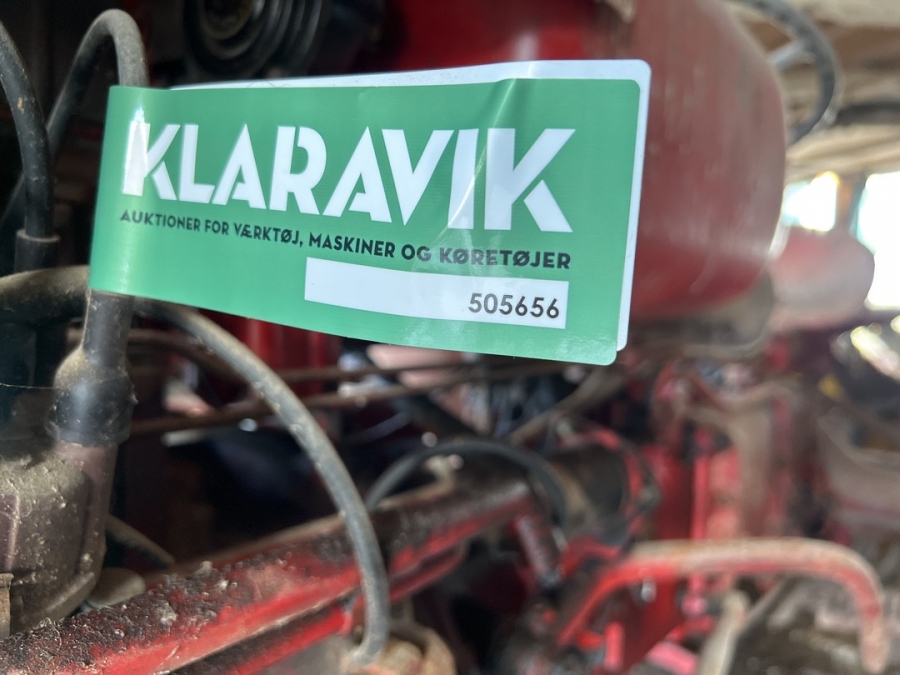 KLARAVIK
AUKTIONER FOR VÆRKTØJ, MASKINER OG KØRETØJER
505656